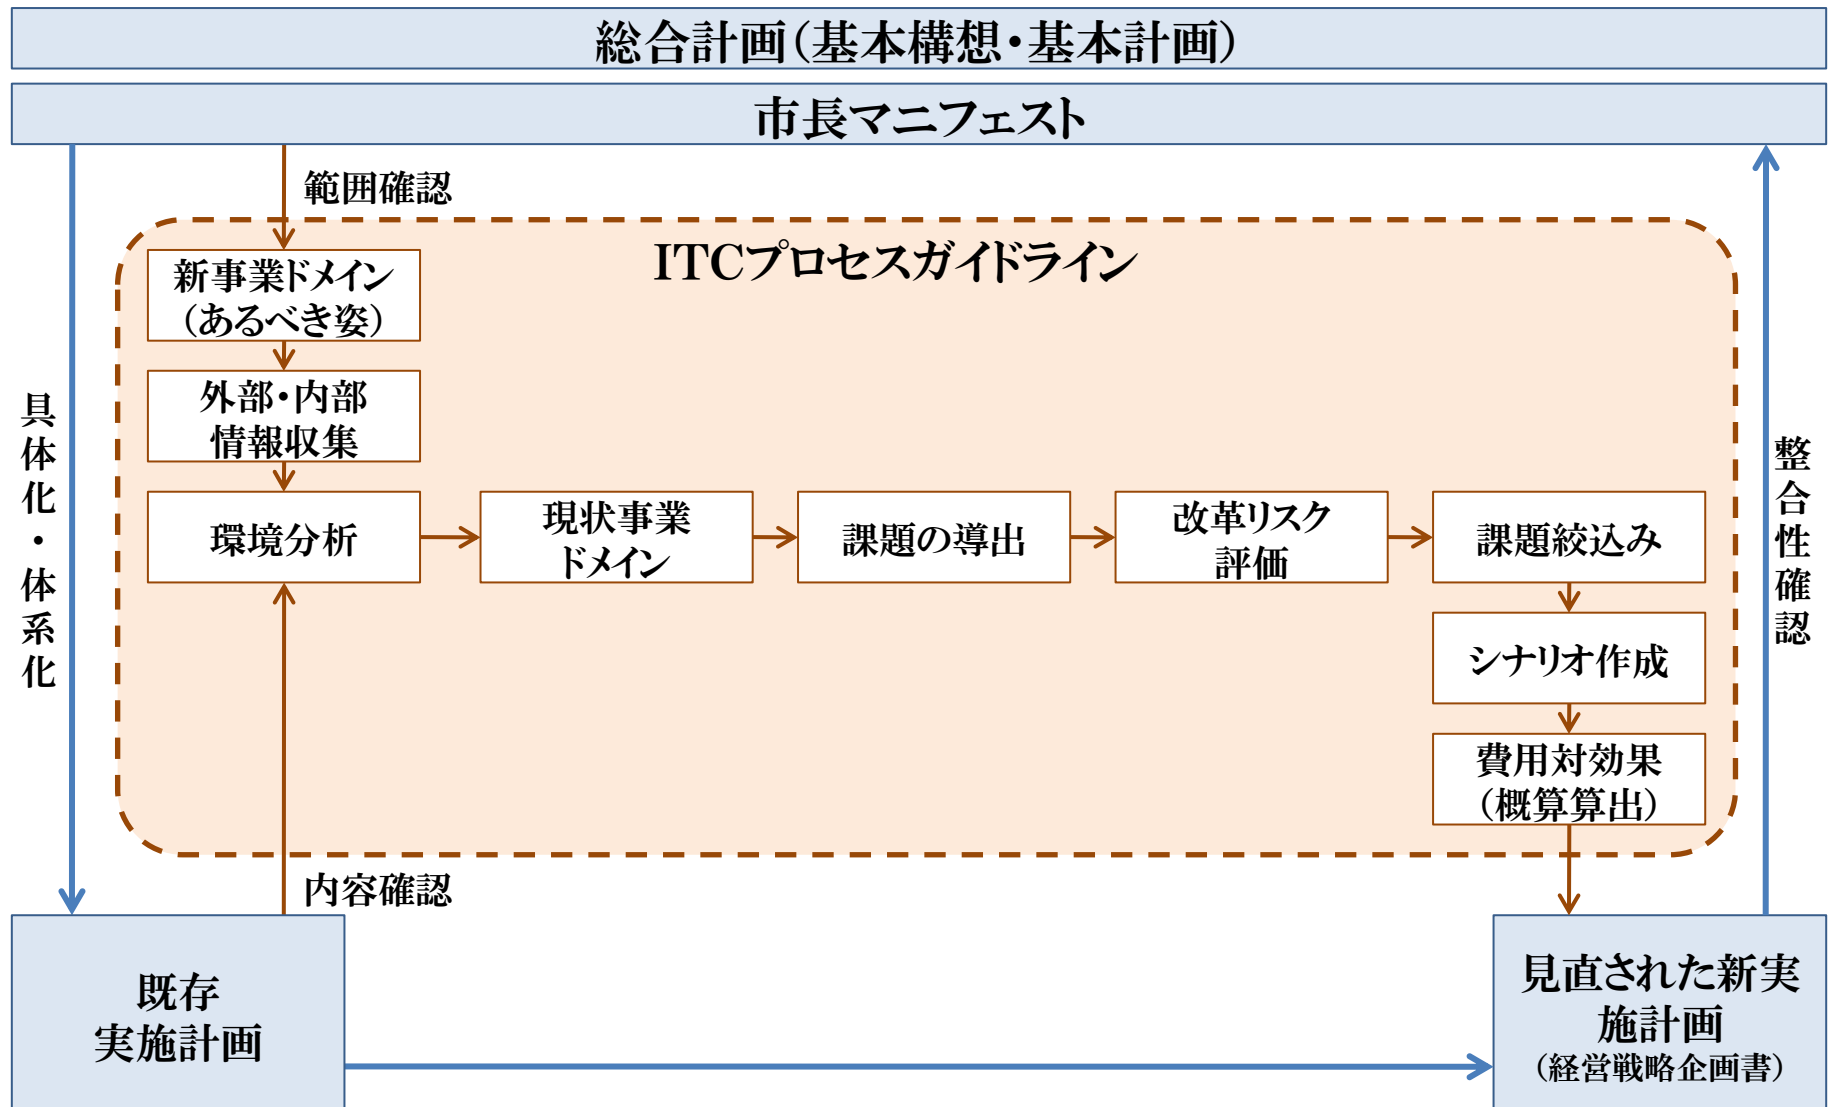 総合計画（基本構想・基本計画）
市長マニフェスト
範囲確認
ITCプロセスガイドライン
新事業ドメイン
（あるべき姿）
外部・内部
情報収集
具体化・体系化
整合性確認
環境分析
現状事業
ドメイン
課題の導出
改革リスク
評価
課題絞込み
シナリオ作成
費用対効果
（概算算出）
内容確認
既存
実施計画
見直された新実
施計画
（経営戦略企画書）